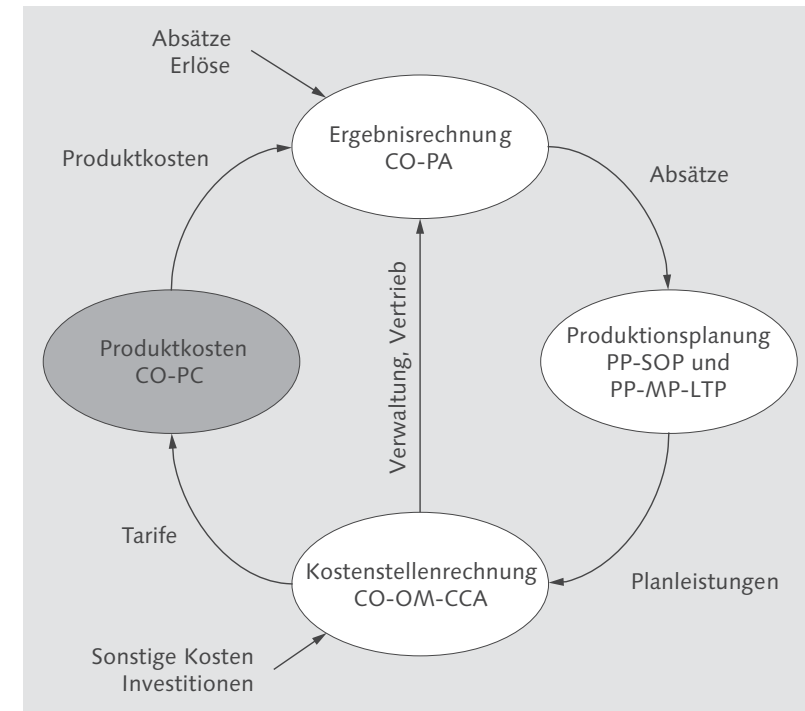 Absätze
Erlöse
Ergebnisrechnung
CO-PA
Produktkosten
Absätze
Verwaltung, Vertrieb
Produktkosten
CO-PC
Produktionsplanung
PP-SOP und
PP-MP-LTP
Tarife
Kostenstellenrechnung
CO-OM-CCA
Planleistungen
Sonstige Kosten
Investitionen